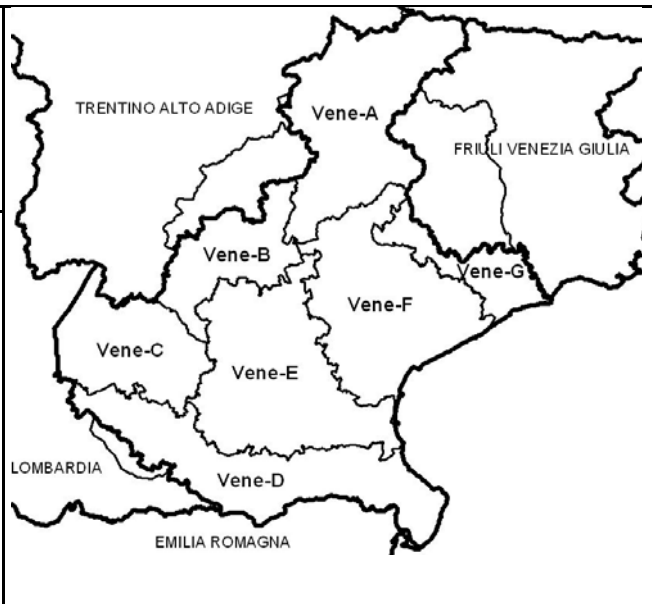 TRENTINO ALTO ADIGE
Vene-A
FRIULI VENEZIA GIULIA
Vene-B
Vene-G
Vene-F
Vene-C
Vene-E
LOMBARDIA
Vene-D
EMILIA ROMAGNA